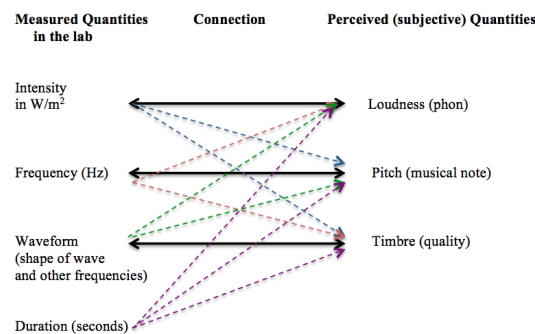 Measured Quantities Connection Perceived (subjective) Quantities
in the lab
Intensity
in W/m² Loudness (phon)
Frequency (Hz) Pitch (musical note)
Waveform Timbre (quality)
(shape of wave
and other frequencies)
Duration (seconds)